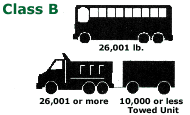 Class B
26,001 lb.
26,001 or more
10,000 or less
Towed Unit